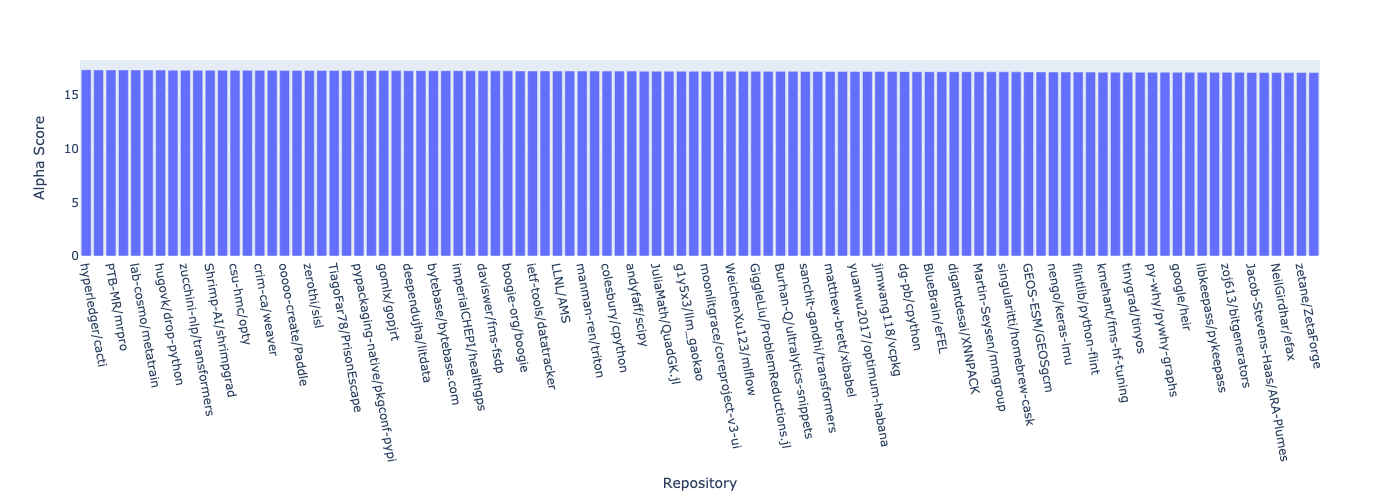 Alpha Score
15
10
5
0
hyperledger/cacti
PTB-MR/mrpro
lab-cosmo/metatrain
hugovk/drop-python
zucchini-nlp/transformers
Shrimp-AI/shrimpgrad
csu-hmc/opty
crim-ca/weaver
ooooo-create/Paddle
zerothi/sisl
TiagoFar78/PrisonEscape
pypackaging-native/pkgconf-pypi
gomlx/gopjrt
deependujha/litdata
bytebase/bytebase.com
imperialCHEPI/healthgps
daviswer/fms-fsdp
boogie-org/boogie
ietf-tools/datatracker
LLNL/AMS
manman-ren/triton
colesbury/cpython
andyfaff/scipy
JuliaMath/QuadGK.jl
g1y5x3/llm_gaokao
moonlitgrace/coreproject-v3-ui
WeichenXu123/mlflow
GiggleLiu/ProblemReductions.jl
Burhan-Q/ultralytics-snippets
sanchit-gandhi/transformers
matthew-brett/xibabel
yuanwu2017/optimum-habana
jimwang118/vcpkg
dg-pb/cpython
BlueBrain/eFEL
digantdesai/XNNPACK
Martin-Seysen/mmgroup
singularitti/homebrew-cask
GEOS-ESM/GEOSgcm
nengo/keras-lmu
flintlib/python-flint
kmehant/fms-hf-tuning
tinygrad/tinyos
py-why/pywhy-graphs
google/heir
libkeepass/pykeepass
zoj613/bitgenerators
Jacob-Stevens-Haas/ARA-Plumes
NeilGirdhar/efax
zetane/ZetaForge
Repository